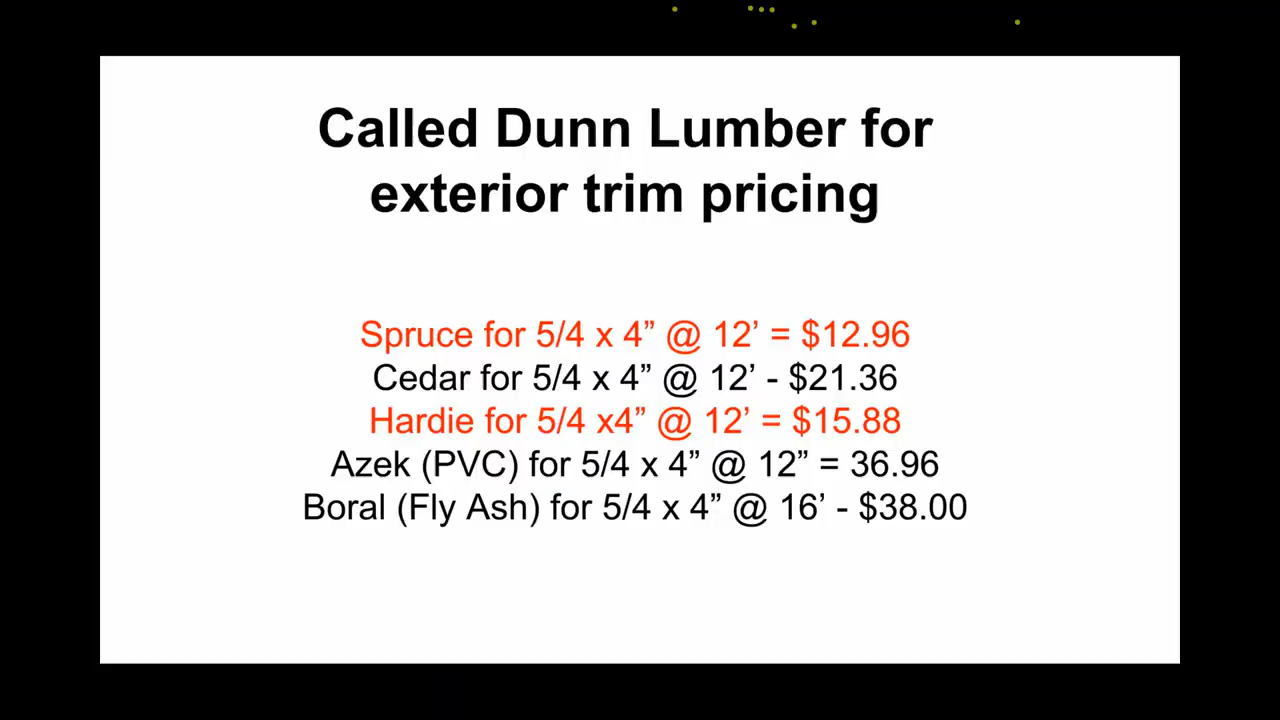 Called Dunn Lumber for
exterior trim pricing
Spruce for 5/4 x 4” @ 12’ = $12.96
Cedar for 5/4 x 4” @ 12’ - $21.36
Hardie for 5/4 x4” @ 12’ = $15.88
Azek (PVC) for 5/4 x 4” @ 12” = 36.96
Boral (Fly Ash) for 5/4 x 4” @ 16’ - $38.00